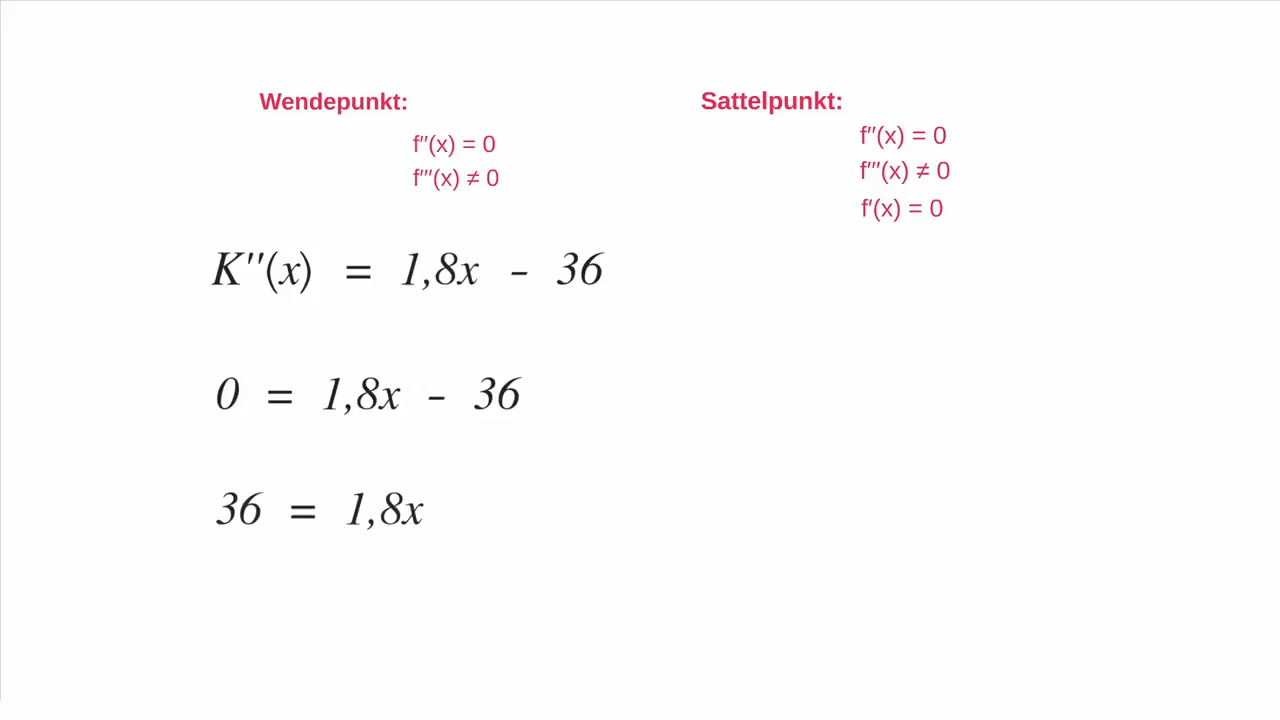 Wendepunkt:
f''(x) = 0
f'''(x) ≠ 0
Sattelpunkt:
f''(x) = 0
f'''(x) ≠ 0
f'(x) = 0
K''(x) = 1,8x - 36
0 = 1,8x - 36
36 = 1,8x